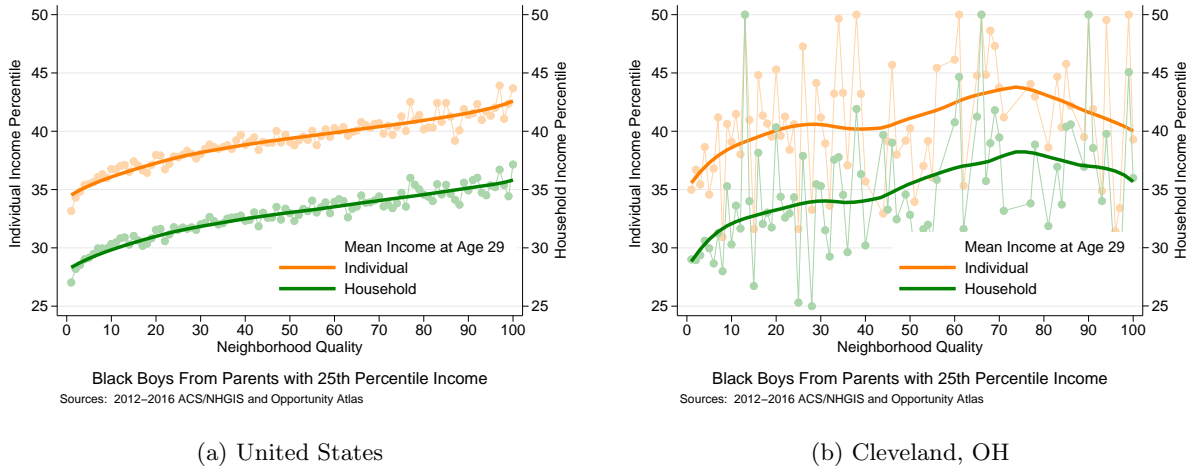 50
45
40
35
30
25
Individual Income Percentile
50
45
40
35
30
25
Household Income Percentile
Mean Income at Age 29
Individual
Household
0 10 20 30 40 50 60 70 80 90 100
Neighborhood Quality
Black Boys From Parents with 25th Percentile Income
Sources: 2012–2016 ACS/NHGIS and Opportunity Atlas
(a) United States
50
45
40
35
30
25
Individual Income Percentile
50
45
40
35
30
25
Household Income Percentile
Mean Income at Age 29
Individual
Household
0 10 20 30 40 50 60 70 80 90 100
Neighborhood Quality
Black Boys From Parents with 25th Percentile Income
Sources: 2012–2016 ACS/NHGIS and Opportunity Atlas
(b) Cleveland, OH